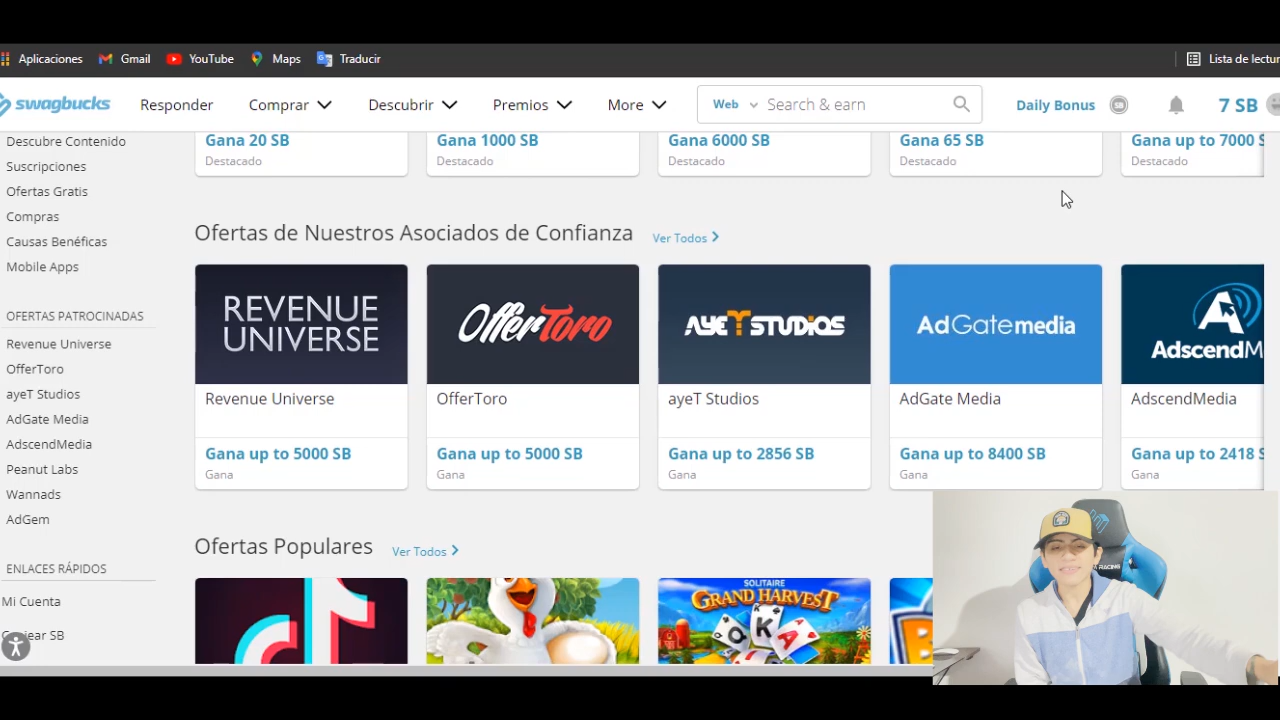 Aplicaciones Gmail YouTube Maps Traducir Lista de lectur
swagbucks Responder Comprar Descubrir Premios More Web Search & earn Daily Bonus SB 7 SB
Descubre Contenido
Suscripciones
Ofertas Gratis
Compras
Causas Benéficas
Mobile Apps
OFERTAS PATROCINADAS
Revenue Universe
OfferToro
ayeT Studios
AdGate Media
AdscendMedia
Peanut Labs
Wannads
AdGem
ENLACES RÁPIDOS
Mi Cuenta
SB
Gana 20 SB
Destacado
Gana 1000 SB
Destacado
Gana 6000 SB
Destacado
Gana 65 SB
Destacado
Gana up to 7000 S
Destacado
Ofertas de Nuestros Asociados de Confianza Ver Todos
REVENUE
UNIVERSE
Revenue Universe
Gana up to 5000 SB
Gana
OfferToro
OfferToro
Gana up to 5000 SB
Gana
AYET STUDIOS
ayeT Studios
Gana up to 2856 SB
Gana
AdGatemedia
AdGate Media
Gana up to 8400 SB
Gana
AdscendM
AdscendMedia
Gana up to 2418 S
Gana
Ofertas Populares Ver Todos
SOLITAIRE
GRAND HARVEST
Q K A
RACING